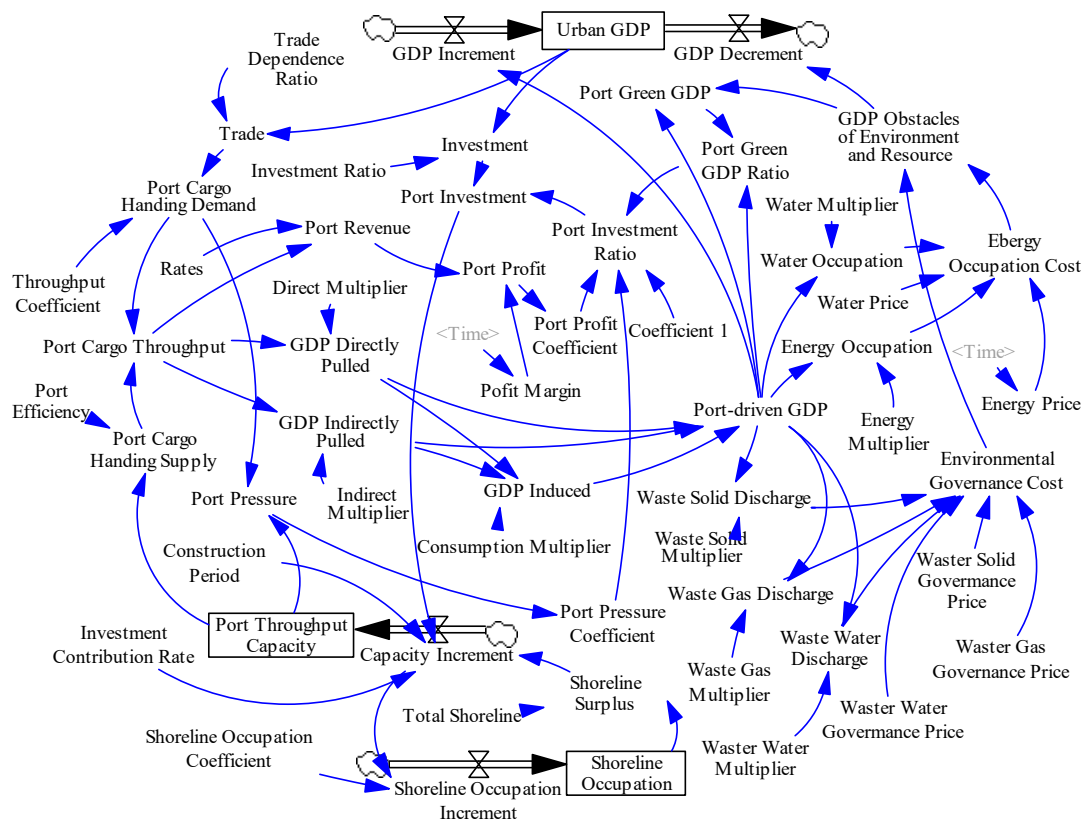 Trade
Dependence
Ratio
GDP Increment
Urban GDP
GDP Decrement
Port Green GDP
GDP Obstacles
of Environment
and Resource
Trade
Investment
Port Green
GDP Ratio
Investment Ratio
Port Cargo
Handing Demand
Port Investment
Water Multiplier
Port Revenue
Port Investment
Ratio
Ebergy
Occupation Cost
Water Occupation
Rates
Port Profit
Throughput
Coefficient
Direct Multiplier
Water Price
Port Profit
Coefficient
Coefficient 1
<Time>
Port Cargo Throughput
GDP Directly
Pulled
Energy Occupation
<Time>
Pofit Margin
Port
Efficiency
Energy Price
GDP Indirectly
Pulled
Port-driven GDP
Energy
Multiplier
Port Cargo
Handing Supply
Environmental
Governance Cost
Port Pressure
Indirect
Multiplier
GDP Induced
Waste Solid Discharge
Consumption Multiplier
Waste Solid
Multiplier
Construction
Period
Waster Solid
Governance
Price
Waste Gas Discharge
Port Throughput
Capacity
Port Pressure
Coefficient
Investment
Contribution Rate
Capacity Increment
Waste Water
Discharge
Waster Gas
Governance Price
Waste Gas
Multiplier
Shoreline
Surplus
Total Shoreline
Waster Water
Governance Price
Shoreline Occupation
Coefficient
Waster Water
Multiplier
Shoreline
Occupation
Shoreline Occupation
Increment